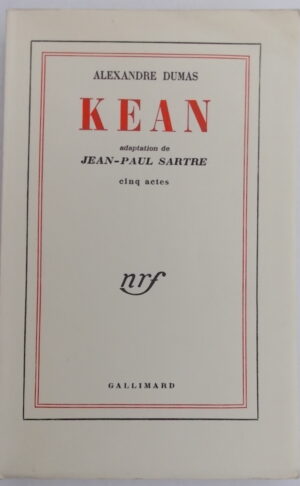 ALEXANDRE DUMAS
KEAN
adaptation de
JEAN-PAUL SARTRE
cinq actes
nrf
GALLIMARD